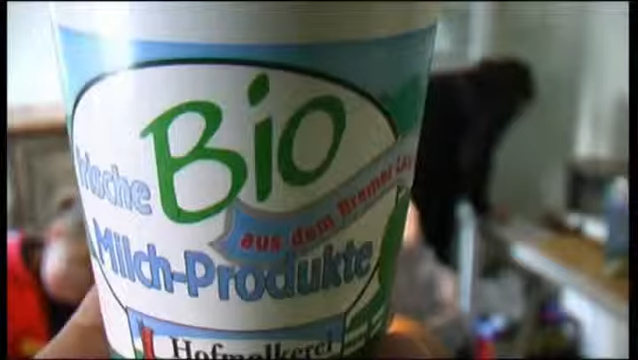 frische Bio
aus dem Bremer
Milch-Produkte
Hofmolkerei